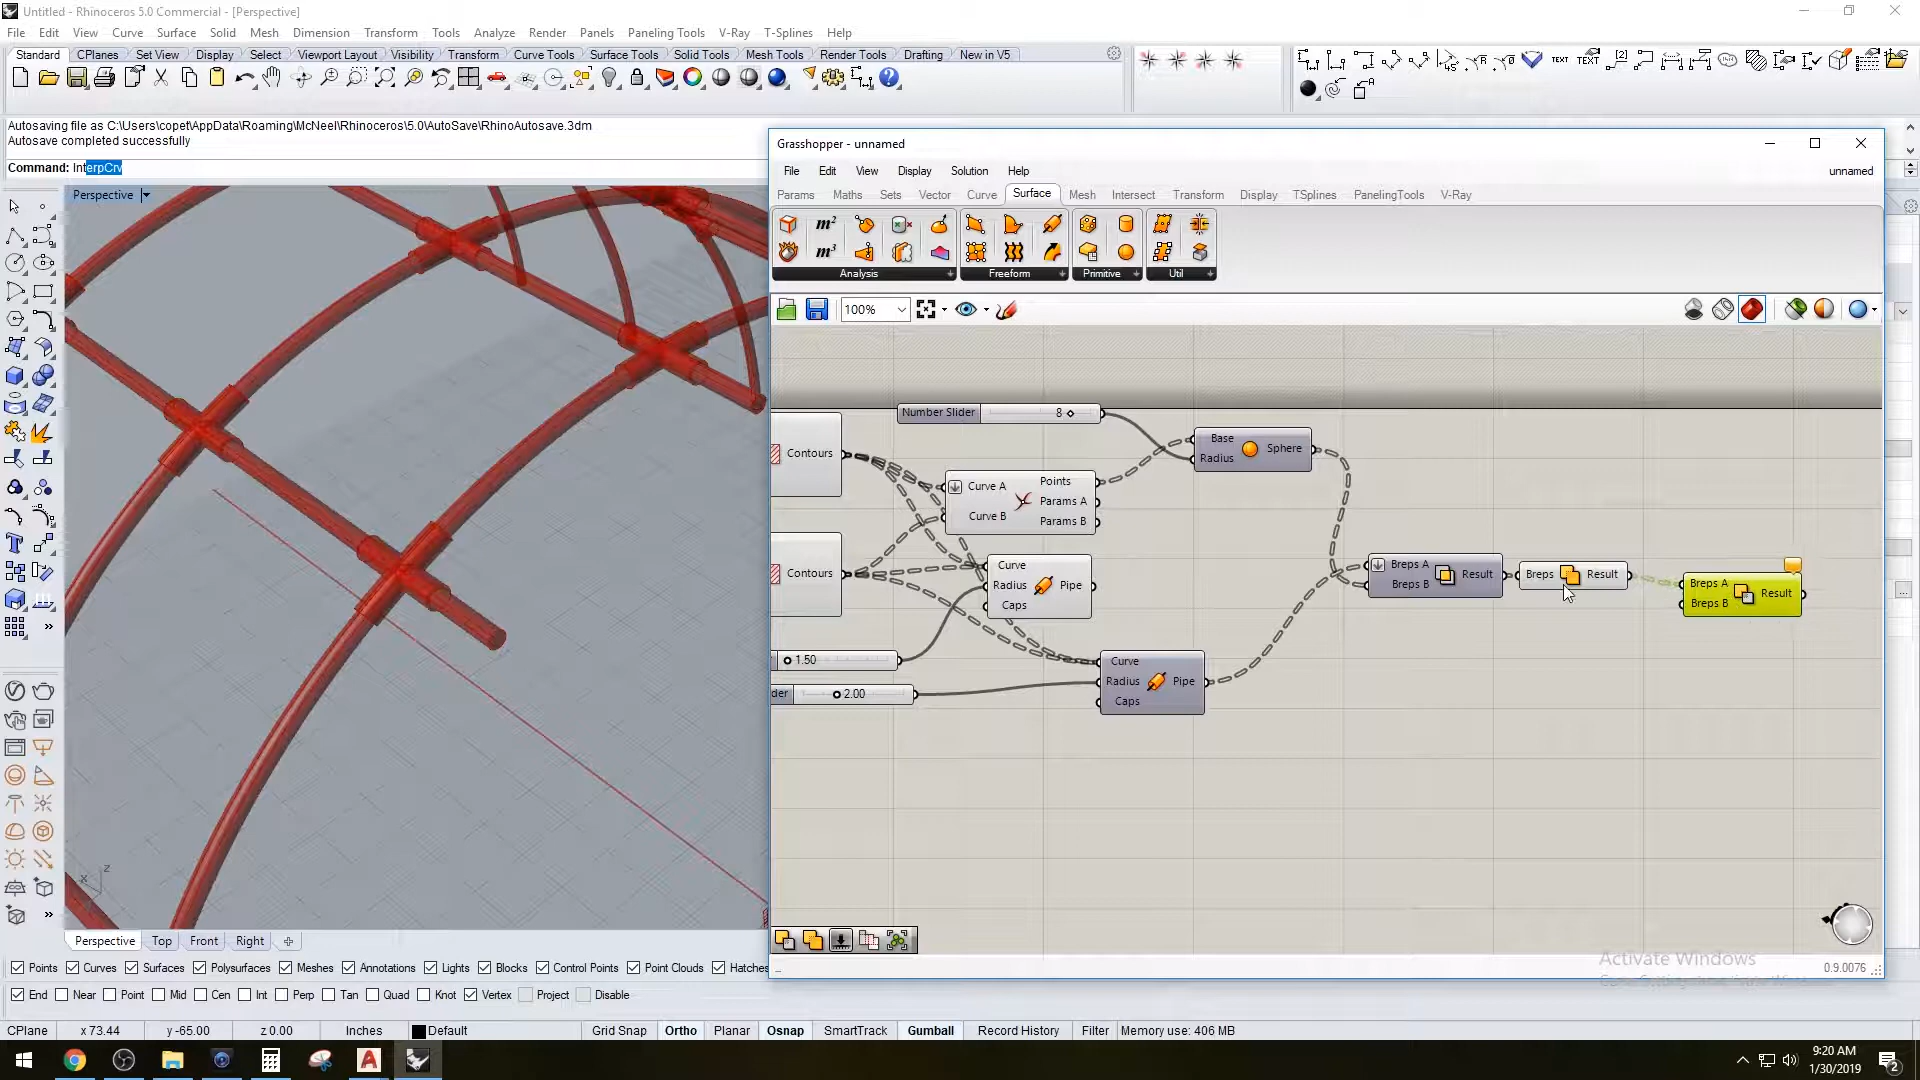 Untitled - Rhinoceros 5.0 Commercial - [Perspective]
File Edit View Curve Surface Solid Mesh Dimension Transform Tools Analyze Render Panels Paneling Tools V-Ray T-Splines Help
Standard CPlanes Set View Display Select Viewport Layout Visibility Transform Curve Tools Surface Tools Solid Tools Mesh Tools Render Tools Drafting New in V5
TEXT TEXT
Autosaving file as C:\Users\copet\AppData\Roaming\McNeel\Rhinoceros\5.0\AutoSave\RhinoAutosave.3dm
Autosave completed successfully
Command: InterpCrv
Perspective
Grasshopper - unnamed
File Edit View Display Solution Help
unnamed
Params Maths Sets Vector Curve Surface Mesh Intersect Transform Display TSplines PanelingTools V-Ray
m²
m³
Analysis Freeform Primitive Util
100%
Number Slider 8
Contours
Base
Radius
Sphere
Curve A
Curve B
Points
Params A
Params B
Contours
Curve
Radius
Caps
Pipe
1.50
der 2.00
Curve
Radius
Caps
Pipe
Breps A
Breps B
Result
Breps Result
Breps A
Breps B
Result
z
x
Perspective Top Front Right
Points Curves Surfaces Polysurfaces Meshes Annotations Lights Blocks Control Points Point Clouds Hatches
Activate Windows
0.9.0076
End Near Point Mid Cen Int Perp Tan Quad Knot Vertex Project Disable
CPlane x 73.44 y -65.00 z 0.00 Inches Default Grid Snap Ortho Planar Osnap SmartTrack Gumball Record History Filter Memory use: 406 MB
9:20 AM
1/30/2019
2